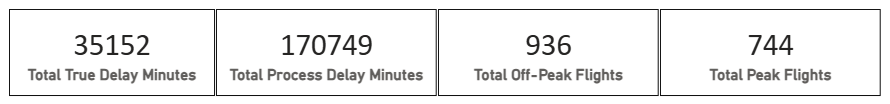 35152
Total True Delay Minutes
170749
Total Process Delay Minutes
936
Total Off-Peak Flights
744
Total Peak Flights